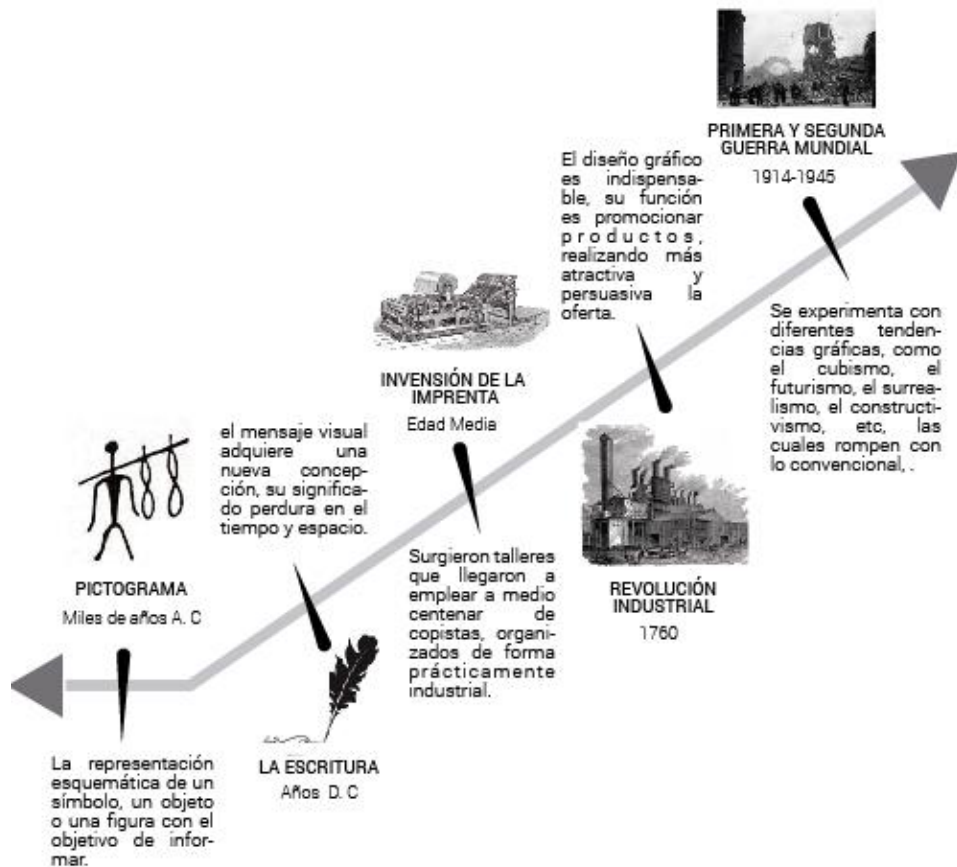 PICTOGRAMA
Miles de años A. C
La representación
esquemática de un
símbolo, un objeto
o una figura con el
objetivo de infor-
mar.
el mensaje visual
adquiere una
nueva concep-
ción, su significa-
do perdura en el
tiempo y espacio.
LA ESCRITURA
Años D. C
INVENSIÓN DE LA
IMPRENTA
Edad Media
Surgieron talleres
que llegaron a
emplear a medio
centenar de
copistas, organi-
zados de forma
prácticamente
industrial.
El diseño gráfico
es indispensa-
ble, su función
es promocionar
productos,
realizando más
atractiva y
persuasiva la
oferta.
REVOLUCIÓN
INDUSTRIAL
1760
PRIMERA Y SEGUNDA
GUERRA MUNDIAL
1914-1945
Se experimenta con
diferentes tenden-
cias gráficas, como
el cubismo, el
futurismo, el surrea-
lismo, el constructi-
vismo, etc, las
cuales rompen con
lo convencional, .